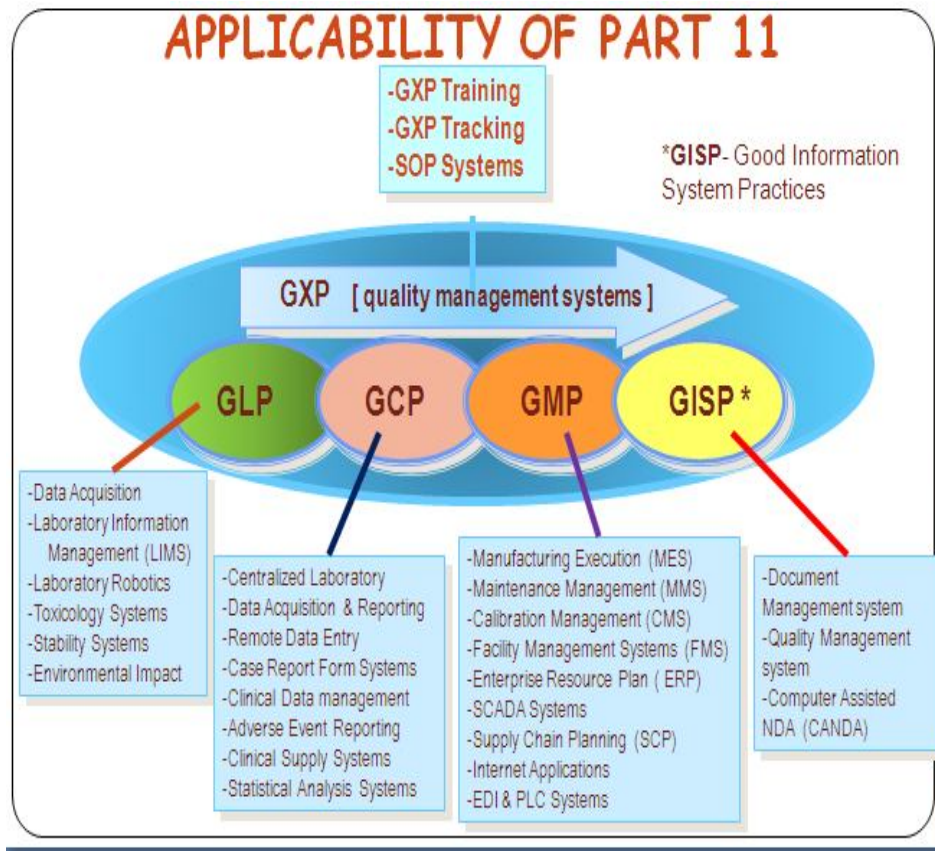 APPLICABILITY OF PART 11
-GXP Training
-GXP Tracking
-SOP Systems
*GISP- Good Information
System Practices
GXP [ quality management systems ]
GLP
GCP
GMP
GISP *
-Data Acquisition
-Laboratory Information
Management (LIMS)
-Laboratory Robotics
-Toxicology Systems
-Stability Systems
-Environmental Impact
-Centralized Laboratory
-Data Acquisition & Reporting
-Remote Data Entry
-Case Report Form Systems
-Clinical Data management
-Adverse Event Reporting
-Clinical Supply Systems
-Statistical Analysis Systems
-Manufacturing Execution (MES)
-Maintenance Management (MMS)
-Calibration Management (CMS)
-Facility Management Systems (FMS)
-Enterprise Resource Plan ( ERP)
-SCADA Systems
-Supply Chain Planning (SCP)
-Internet Applications
-EDI & PLC Systems
-Document
Management system
-Quality Management
system
-Computer Assisted
NDA (CANDA)